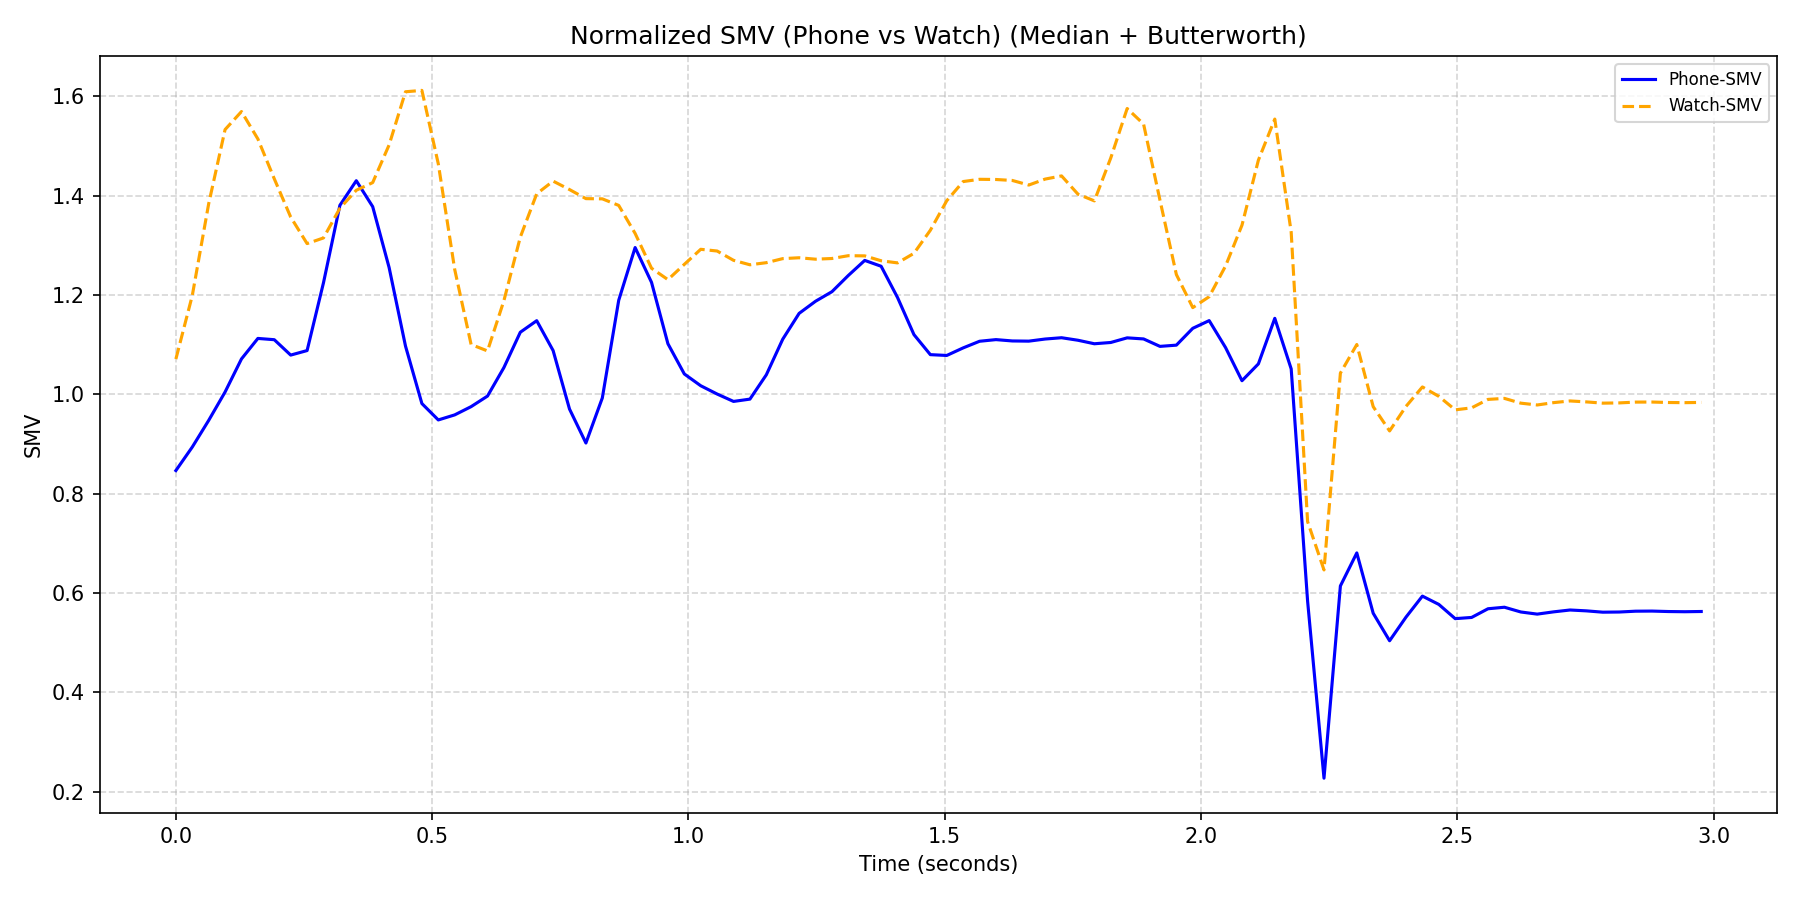 Normalized SMV (Phone vs Watch) (Median + Butterworth)
Phone-SMV
Watch-SMV
SMV
1.6
1.4
1.2
1.0
0.8
0.6
0.4
0.2
0.0 0.5 1.0 1.5 2.0 2.5 3.0
Time (seconds)